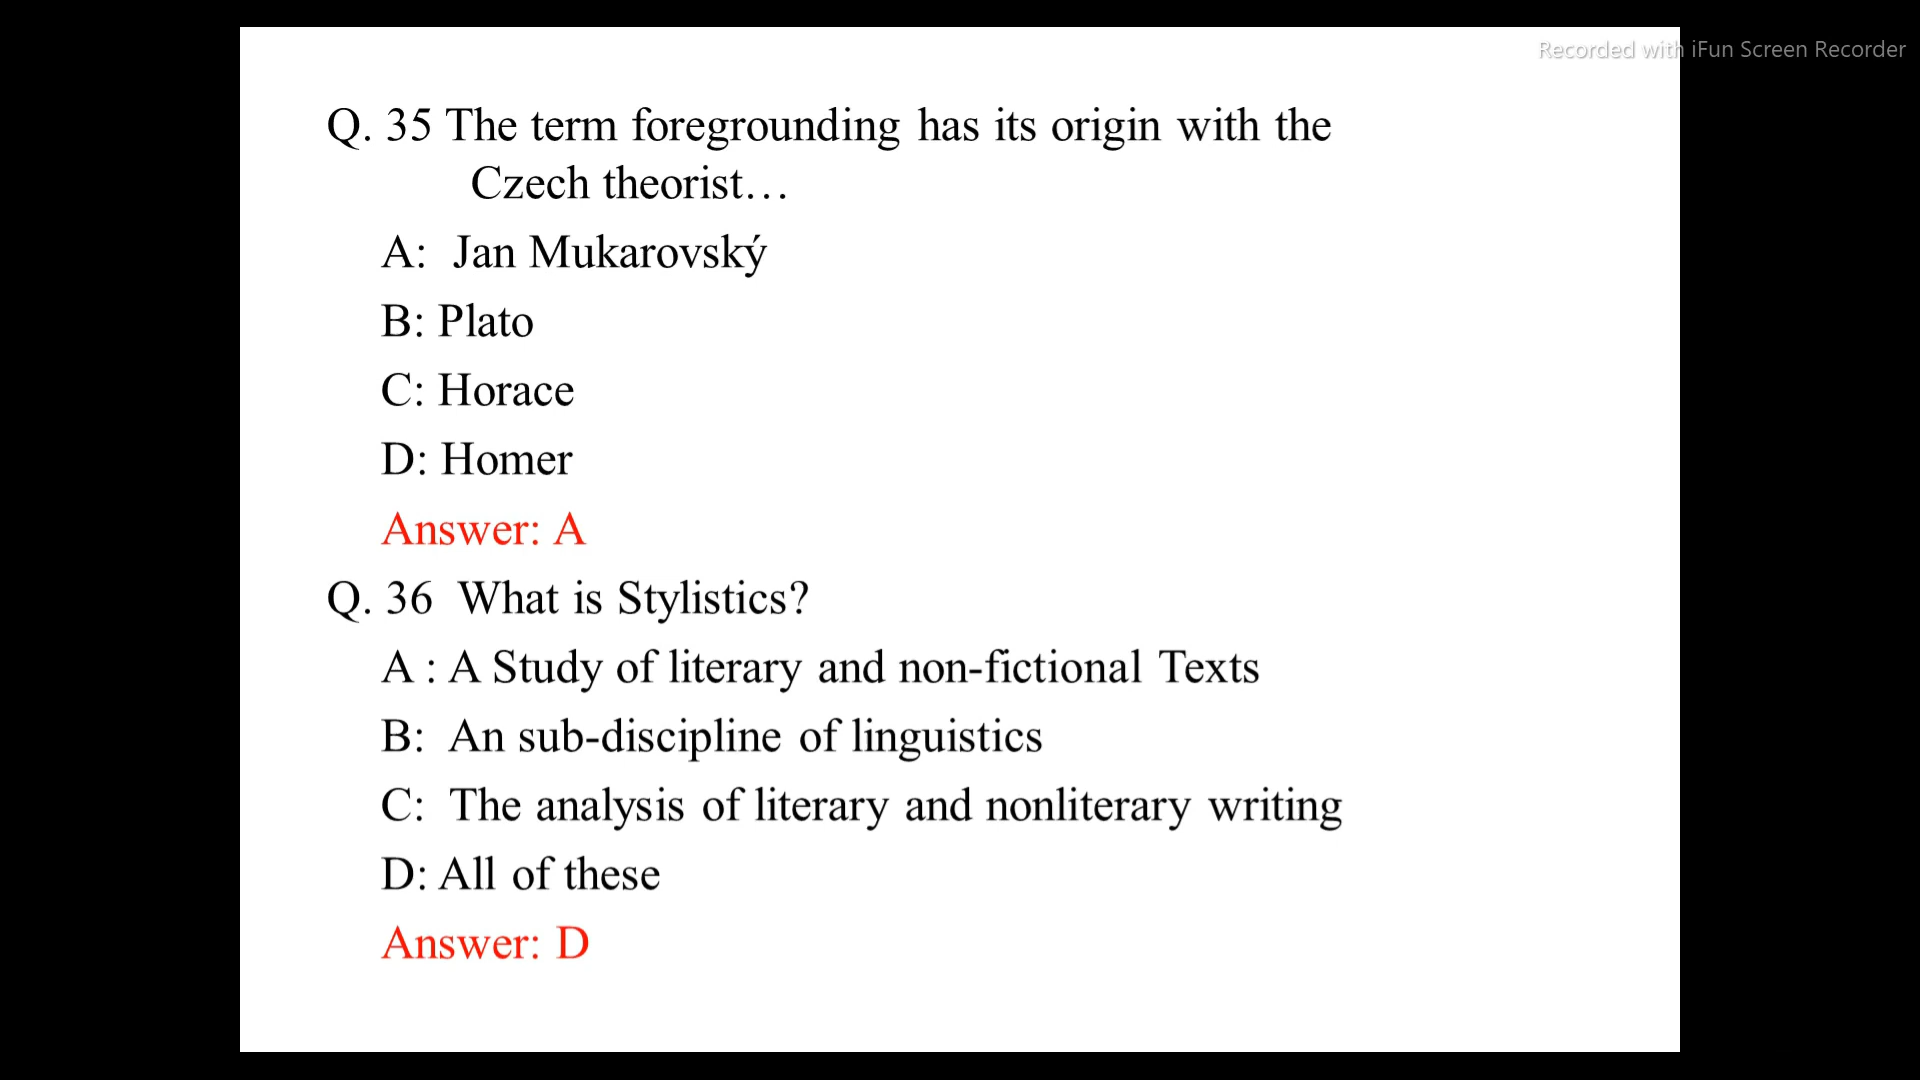 Recorded with iFun Screen Recorder
Q. 35 The term foregrounding has its origin with the
Czech theorist…
A: Jan Mukarovský
B: Plato
C: Horace
D: Homer
Answer: A
Q. 36 What is Stylistics?
A : A Study of literary and non-fictional Texts
B: An sub-discipline of linguistics
C: The analysis of literary and nonliterary writing
D: All of these
Answer: D